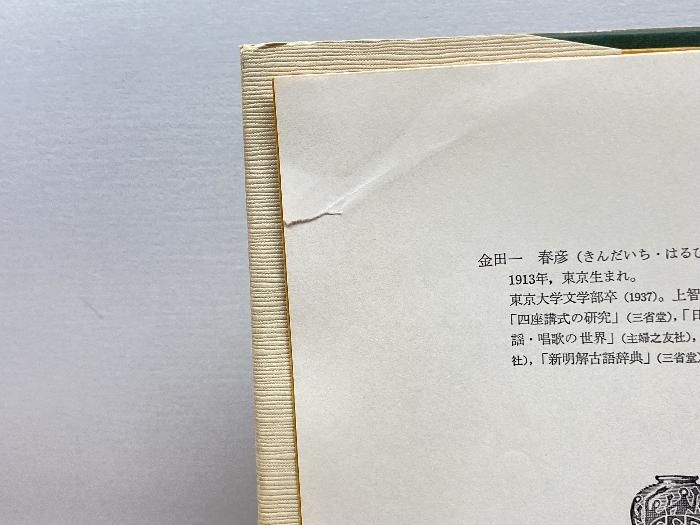 金田一　春彦（きんだいち・はるひ
1913年，東京生まれ。
東京大学文学部卒（1937）。上智
「四座講式の研究」（三省堂），「日
謡・唱歌の世界」（主婦之友社），
社），「新明解古語辞典」（三省堂）